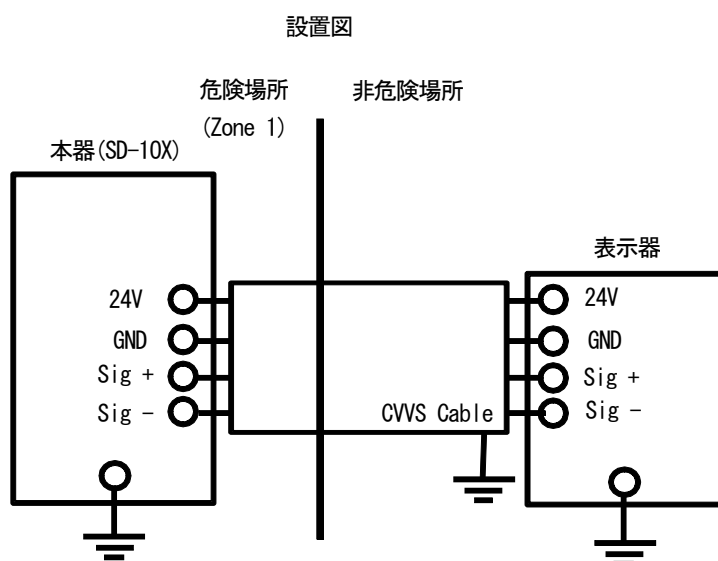 設置図
危険場所
(Zone 1)
非危険場所
本器(SD-10X)
24V
GND
Sig +
Sig -
CVVS Cable
表示器
24V
GND
Sig +
Sig -